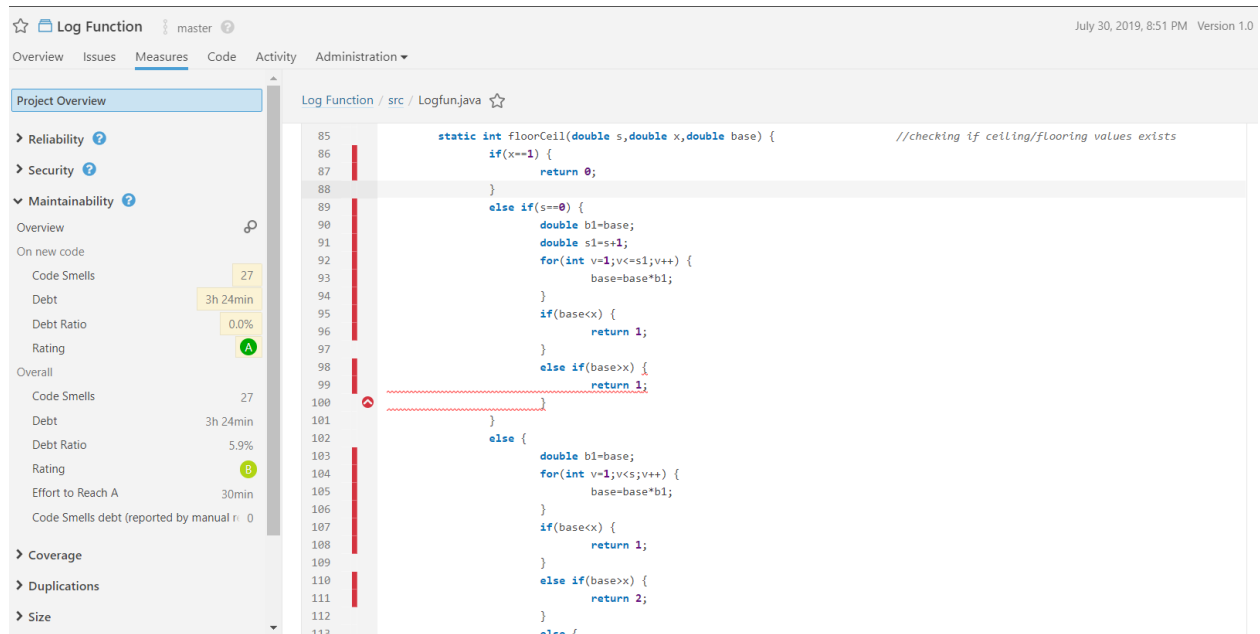 Log Function master
July 30, 2019, 8:51 PM Version 1.0
Overview Issues Measures Code Activity Administration
Project Overview
Reliability
Security
Maintainability
Overview
On new code
Code Smells 27
Debt 3h 24min
Debt Ratio 0.0%
Rating A
Overall
Code Smells 27
Debt 3h 24min
Debt Ratio 5.9%
Rating B
Effort to Reach A 30min
Code Smells debt (reported by manual r 0
Coverage
Duplications
Size
Log Function / src / Logfun.java
85 static int floorCeil(double s,double x,double base) { //checking if ceiling/flooring values exists
86 if(x==1) {
87 return 0;
88 }
89 else if(s==0) {
90 double b1=base;
91 double s1=s+1;
92 for(int v=1;v<=s1;v++) {
93 base=base*b1;
94 }
95 if(base<x) {
96 return 1;
97 }
98 else if(base>x) {
99 return 1;
100 }
101 }
102 else {
103 double b1=base;
104 for(int v=1;v<s;v++) {
105 base=base*b1;
106 }
107 if(base<x) {
108 return 1;
109 }
110 else if(base>x) {
111 return 2;
112 }
113 else {